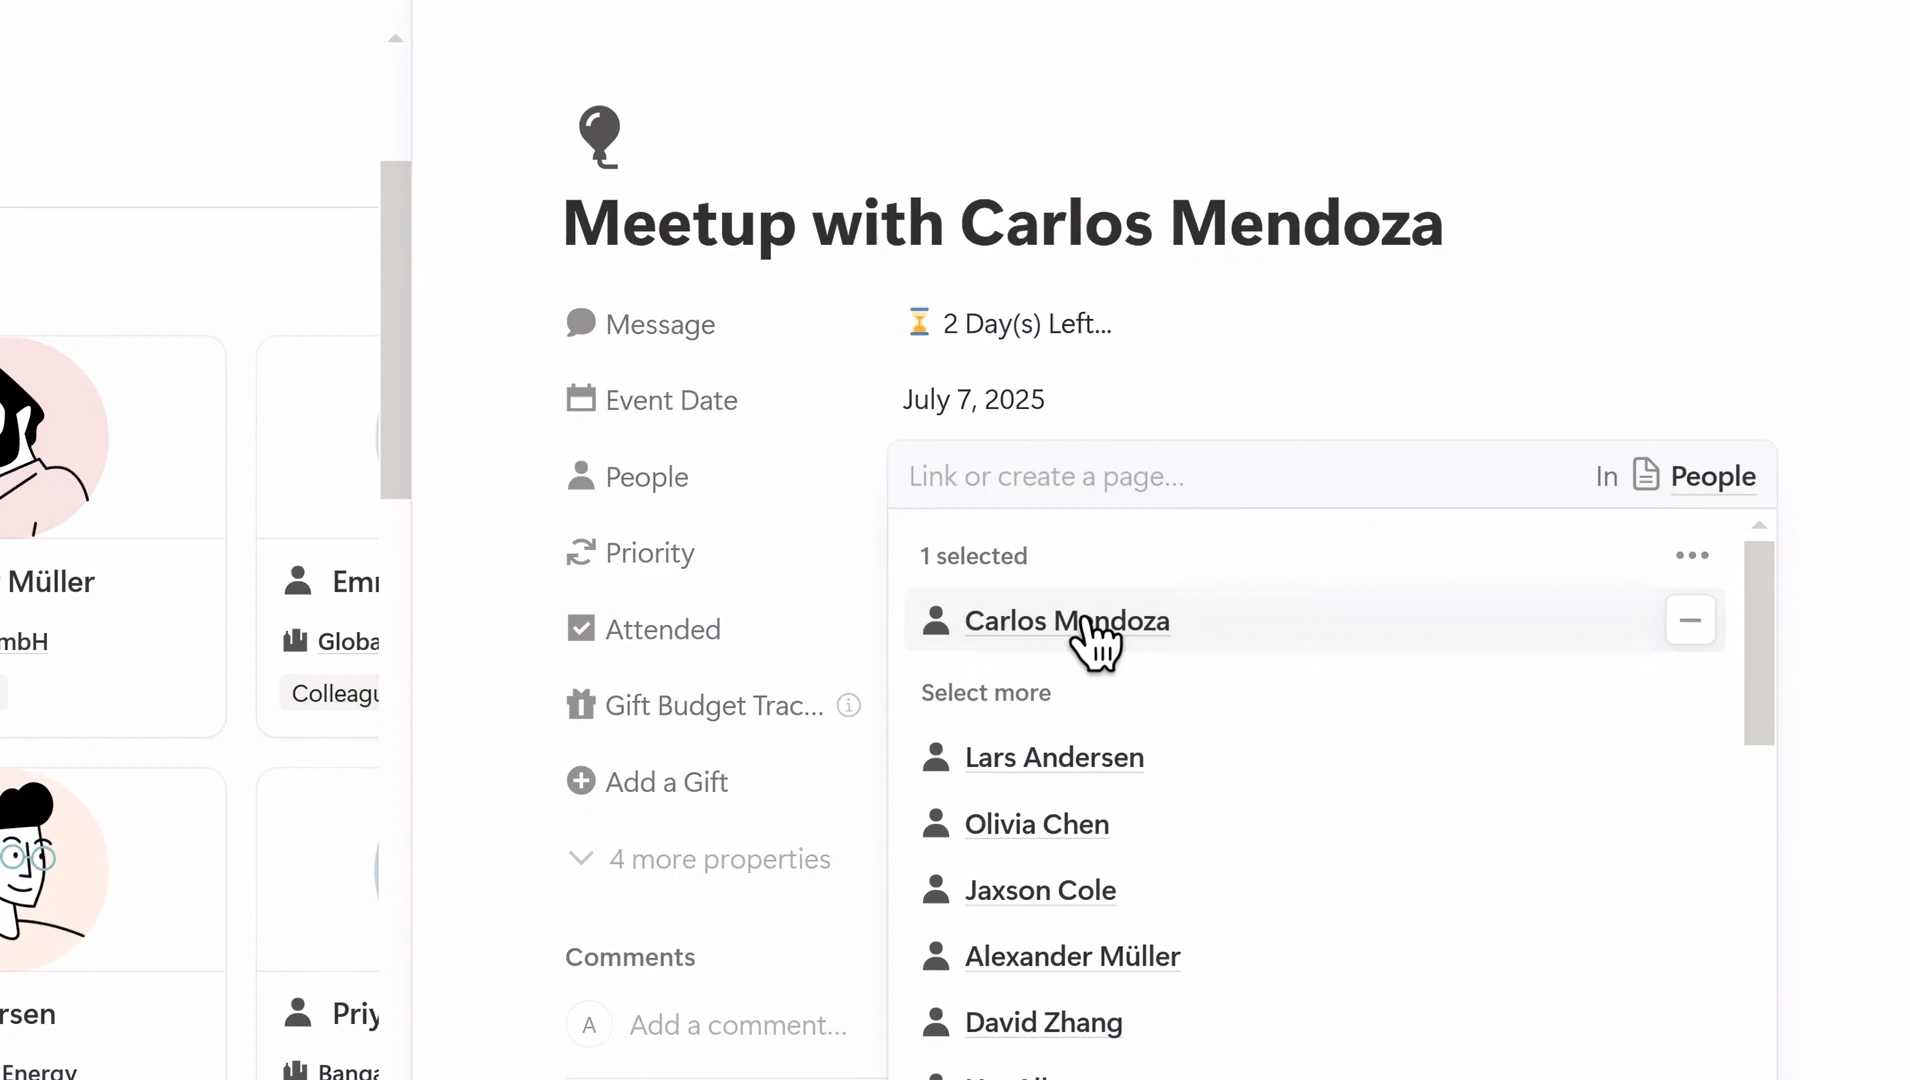 Meetup with Carlos Mendoza
Message
⏳ 2 Day(s) Left...
Event Date
July 7, 2025
People
Link or create a page...
In People
Priority
1 selected
Carlos Mendoza
Attended
Select more
Gift Budget Trac...
Lars Andersen
Add a Gift
Olivia Chen
4 more properties
Jaxson Cole
Alexander Müller
Comments
David Zhang
A
Add a comment...
Müller
mbH
Emi
Globa
Colleagu
rsen
Energy
Priy
Banga